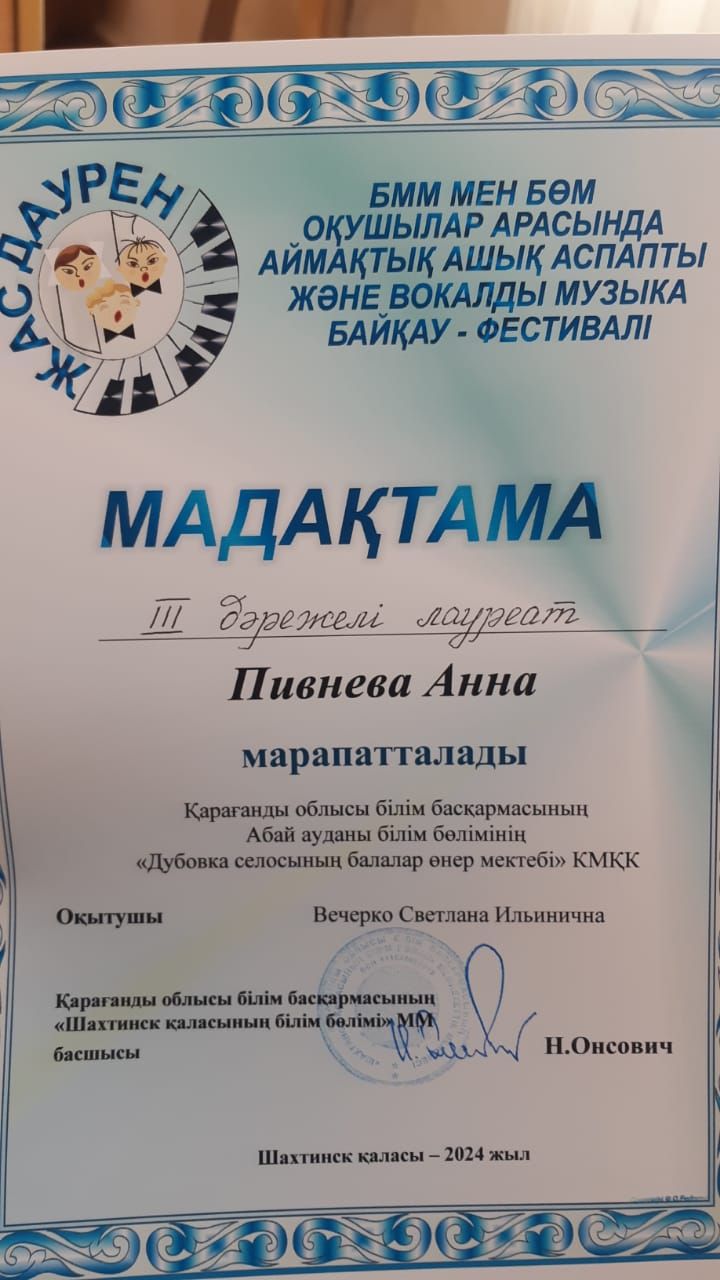 ЖАС ДАУРЕН
БММ МЕН БӨМ
ОҚУШЫЛАР АРАСЫНДА
АЙМАҚТЫҚ АШЫҚ АСПАПТЫ
ЖӘНЕ ВОКАЛДЫ МУЗЫКА
БАЙҚАУ - ФЕСТИВАЛІ
МАДАҚТАМА
III дәрежелі лауреат
Пивнева Анна
марапатталады
Қарағанды облысы білім басқармасының
Абай ауданы білім бөлімінің
«Дубовка селосының балалар өнер мектебі» КМҚК
Оқытушы Вечерко Светлана Ильинична
Қарағанды облысы білім басқармасының
«Шахтинск қаласының білім бөлімі» ММ
басшысы Н.Онсович
Шахтинск қаласы – 2024 жыл